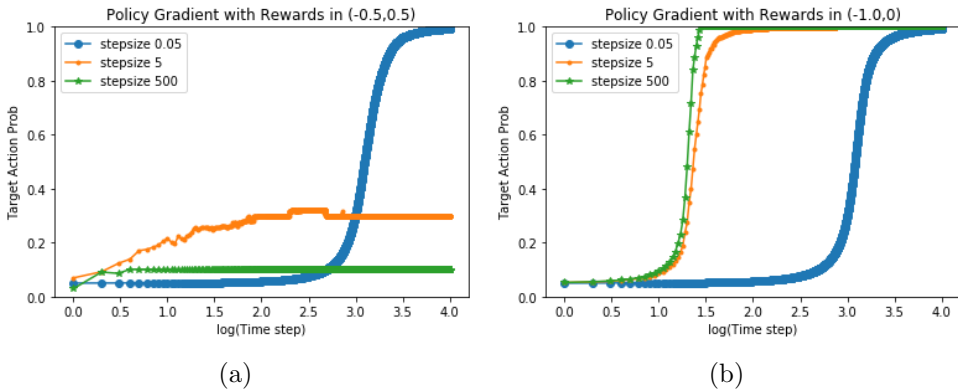 Policy Gradient with Rewards in (-0.5,0.5)
1.0
0.8
0.6
0.4
0.2
0.0
Target Action Prob
stepsize 0.05
stepsize 5
stepsize 500
0.0 0.5 1.0 1.5 2.0 2.5 3.0 3.5 4.0
log(Time step)
(a)
Policy Gradient with Rewards in (-1.0,0)
1.0
0.8
0.6
0.4
0.2
0.0
Target Action Prob
stepsize 0.05
stepsize 5
stepsize 500
0.0 0.5 1.0 1.5 2.0 2.5 3.0 3.5 4.0
log(Time step)
(b)